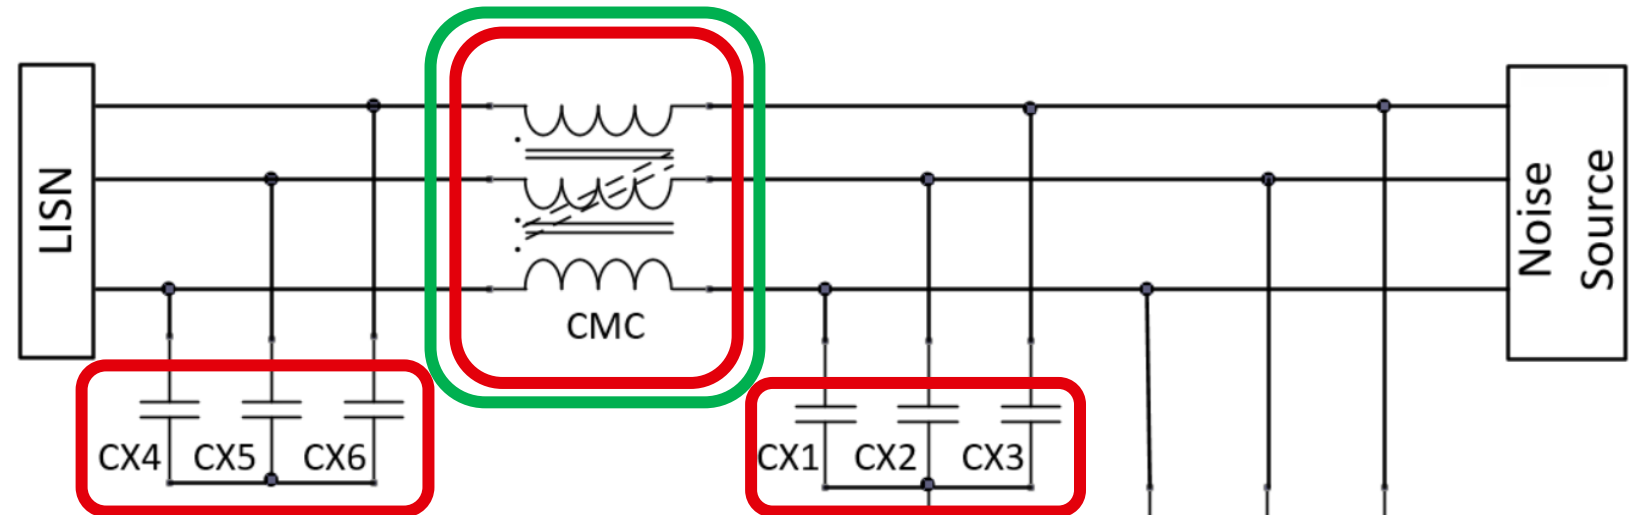 LISN
CMC
Noise
Source
CX4
CX5
CX6
CX1
CX2
CX3